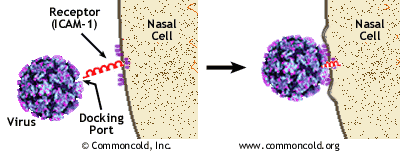 Receptor
(ICAM-1)
Nasal
Cell
Virus
Docking
Port
© Commoncold, Inc.
Nasal
Cell
www.commoncold.org